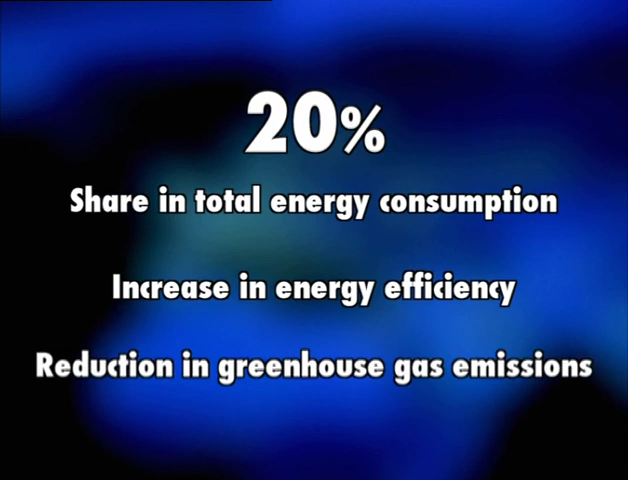 20%
Share in total energy consumption
Increase in energy efficiency
Reduction in greenhouse gas emissions